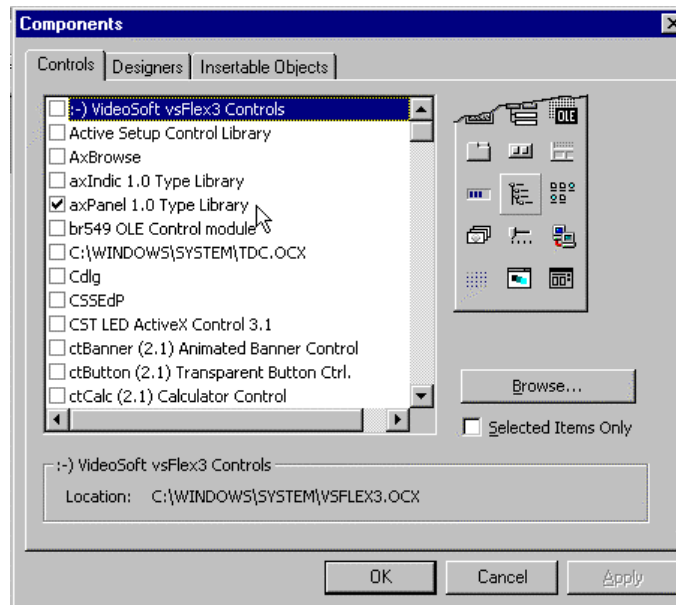 Components
Controls
Designers
Insertable Objects
:-) VideoSoft vsFlex3 Controls
Active Setup Control Library
AxBrowse
axIndic 1.0 Type Library
axPanel 1.0 Type Library
br549 OLE Control module
C:\WINDOWS\SYSTEM\TDC.OCX
Cdlg
CSSEdP
CST LED ActiveX Control 3.1
ctBanner (2.1) Animated Banner Control
ctButton (2.1) Transparent Button Ctrl.
ctCalc (2.1) Calculator Control
OLE
Browse...
Selected Items Only
:-) VideoSoft vsFlex3 Controls
Location: C:\WINDOWS\SYSTEM\VSFLEX3.OCX
OK
Cancel
Apply